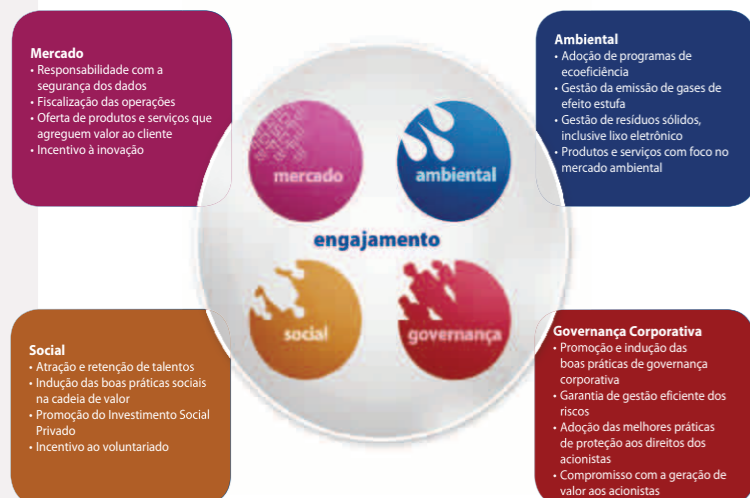 Mercado
• Responsabilidade com a
segurança dos dados
• Fiscalização das operações
• Oferta de produtos e serviços que
agreguem valor ao cliente
• Incentivo à inovação
Ambiental
• Adoção de programas de
ecoeficiência
• Gestão da emissão de gases de
efeito estufa
• Gestão de resíduos sólidos,
inclusive lixo eletrônico
• Produtos e serviços com foco no
mercado ambiental
mercado
ambiental
engajamento
social
governança
Social
• Atração e retenção de talentos
• Indução das boas práticas sociais
na cadeia de valor
• Promoção do Investimento Social
Privado
• Incentivo ao voluntariado
Governança Corporativa
• Promoção e indução das
boas práticas de governança
corporativa
• Garantia de gestão eficiente dos
riscos
• Adoção das melhores práticas
de proteção aos direitos dos
acionistas
• Compromisso com a geração de
valor aos acionistas